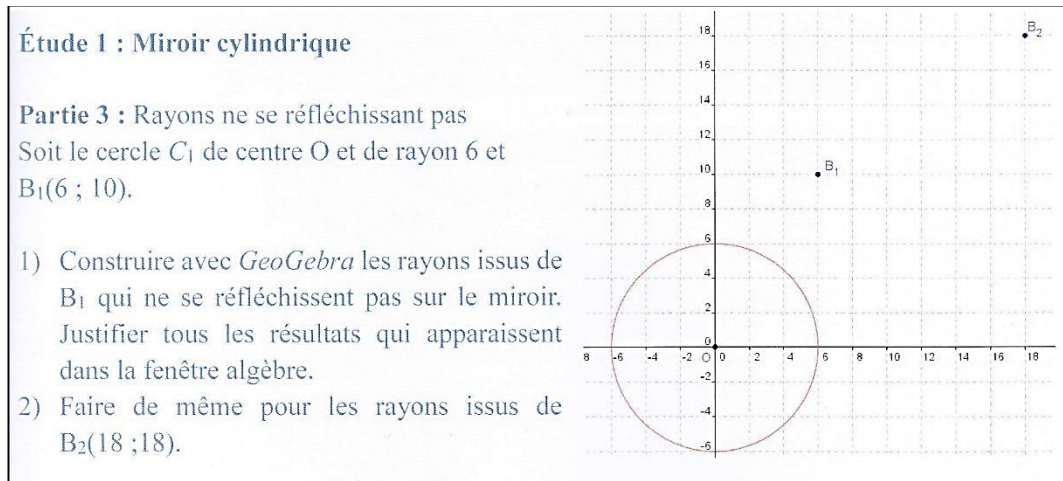 Étude 1 : Miroir cylindrique
Partie 3 : Rayons ne se réfléchissant pas
Soit le cercle C₁ de centre O et de rayon 6 et
B₁(6 ; 10).
1) Construire avec GeoGebra les rayons issus de
B₁ qui ne se réfléchissent pas sur le miroir.
Justifier tous les résultats qui apparaissent
dans la fenêtre algèbre.
2) Faire de même pour les rayons issus de
B₂(18 ;18).
B₂
18
16
14
12
B₁
10
8
6
4
2
0
8 -6 -4 -2 O 0 2 4 6 8 10 12 14 16 18
-2
-4
-6